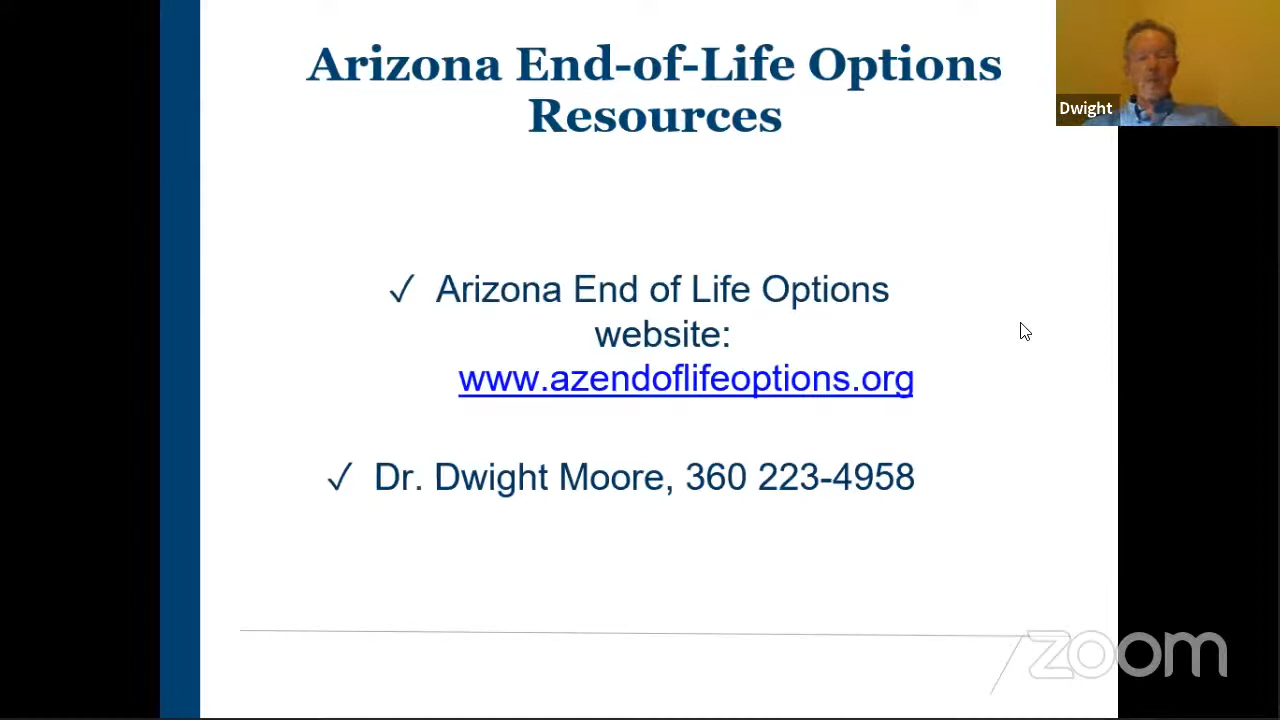 Arizona End-of-Life Options
Resources
Dwight
✓ Arizona End of Life Options
website:
www.azendoflifeoptions.org
✓ Dr. Dwight Moore, 360 223-4958
zoom